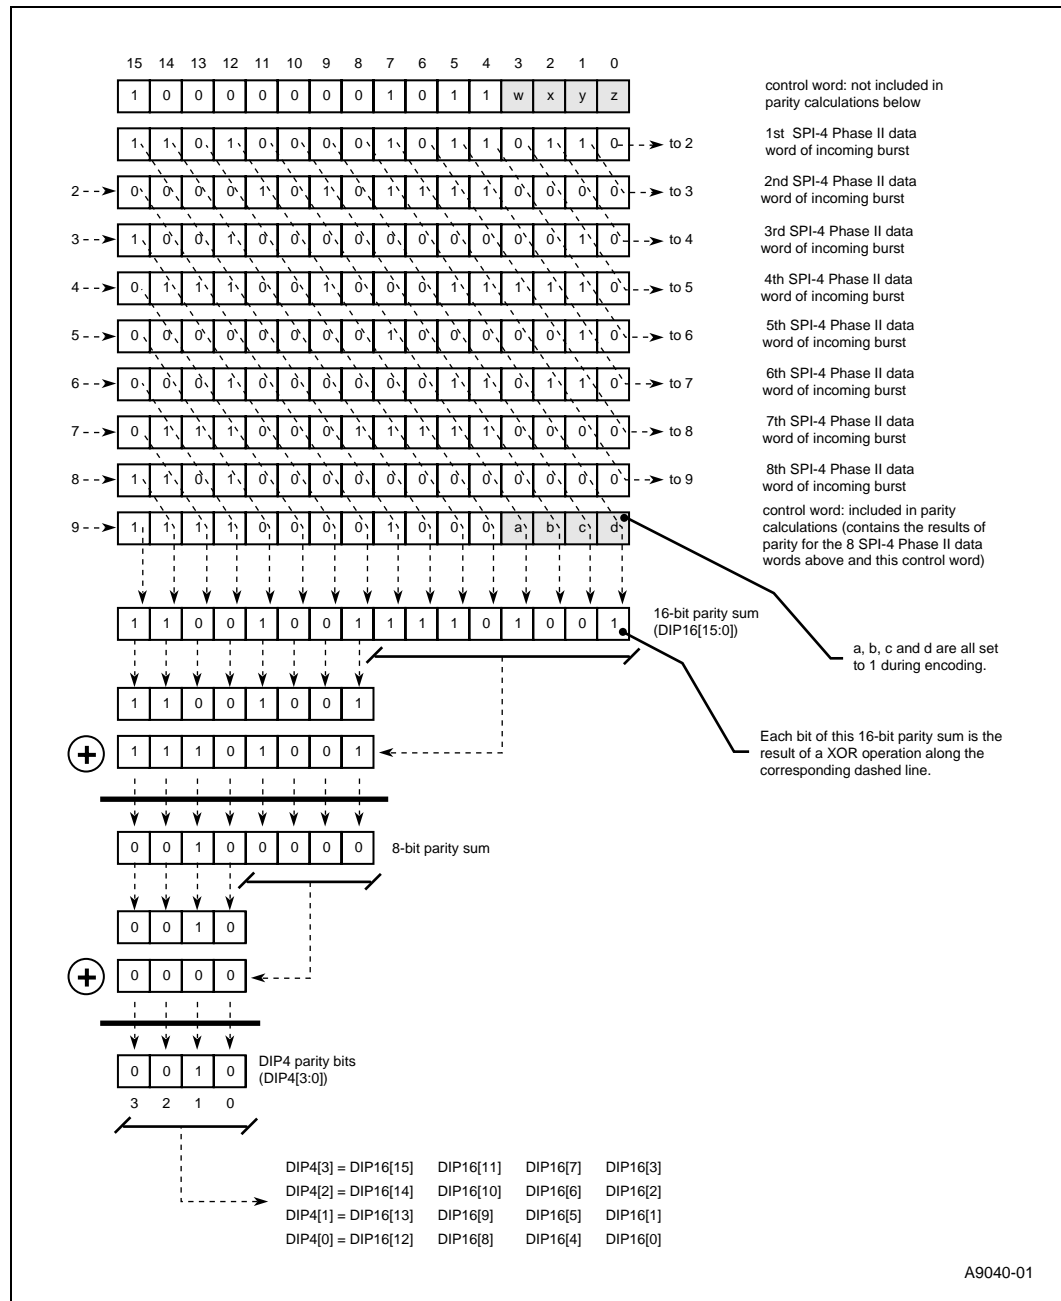 15 14 13 12 11 10 9 8 7 6 5 4 3 2 1 0
1 0 0 0 0 0 0 0 1 0 1 1 w x y z
control word: not included in
parity calculations below
1 1 0 1 0 0 0 0 1 0 1 1 0 1 1 0 to 2
1st SPI-4 Phase II data
word of incoming burst
2 0 0 0 0 1 0 1 0 1 1 1 1 0 0 0 0 to 3
2nd SPI-4 Phase II data
word of incoming burst
3 1 0 0 1 0 0 0 0 0 0 0 0 0 0 1 0 to 4
3rd SPI-4 Phase II data
word of incoming burst
4 0 1 1 1 0 0 1 0 0 0 1 1 1 1 1 0 to 5
4th SPI-4 Phase II data
word of incoming burst
5 0 0 0 0 0 0 0 0 1 0 0 0 0 0 1 0 to 6
5th SPI-4 Phase II data
word of incoming burst
6 0 0 0 1 0 0 0 0 0 0 1 1 0 1 1 0 to 7
6th SPI-4 Phase II data
word of incoming burst
7 0 1 1 1 0 0 0 1 1 1 1 1 0 0 0 0 to 8
7th SPI-4 Phase II data
word of incoming burst
8 1 1 0 1 0 0 0 0 0 0 0 0 0 0 0 0 to 9
8th SPI-4 Phase II data
word of incoming burst
9 1 1 1 1 0 0 0 0 1 0 0 0 a b c d
control word: included in parity
calculations (contains the results of
parity for the 8 SPI-4 Phase II data
words above and this control word)
1 1 0 0 1 0 0 1 1 1 1 0 1 0 0 1
16-bit parity sum
(DIP16[15:0])
a, b, c and d are all set
to 1 during encoding.
1 1 0 0 1 0 0 1
+ 1 1 1 0 1 0 0 1
Each bit of this 16-bit parity sum is the
result of a XOR operation along the
corresponding dashed line.
0 0 1 0 0 0 0 0 8-bit parity sum
0 0 1 0
+ 0 0 0 0
0 0 1 0
DIP4 parity bits
(DIP4[3:0])
3 2 1 0
DIP4[3] = DIP16[15] DIP16[11] DIP16[7] DIP16[3]
DIP4[2] = DIP16[14] DIP16[10] DIP16[6] DIP16[2]
DIP4[1] = DIP16[13] DIP16[9] DIP16[5] DIP16[1]
DIP4[0] = DIP16[12] DIP16[8] DIP16[4] DIP16[0]
A9040-01